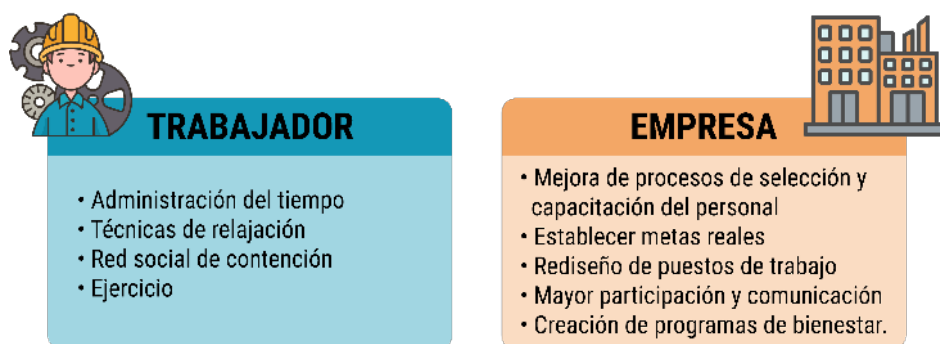 TRABAJADOR
• Administración del tiempo
• Técnicas de relajación
• Red social de contención
• Ejercicio
EMPRESA
• Mejora de procesos de selección y
capacitación del personal
• Establecer metas reales
• Rediseño de puestos de trabajo
• Mayor participación y comunicación
• Creación de programas de bienestar.